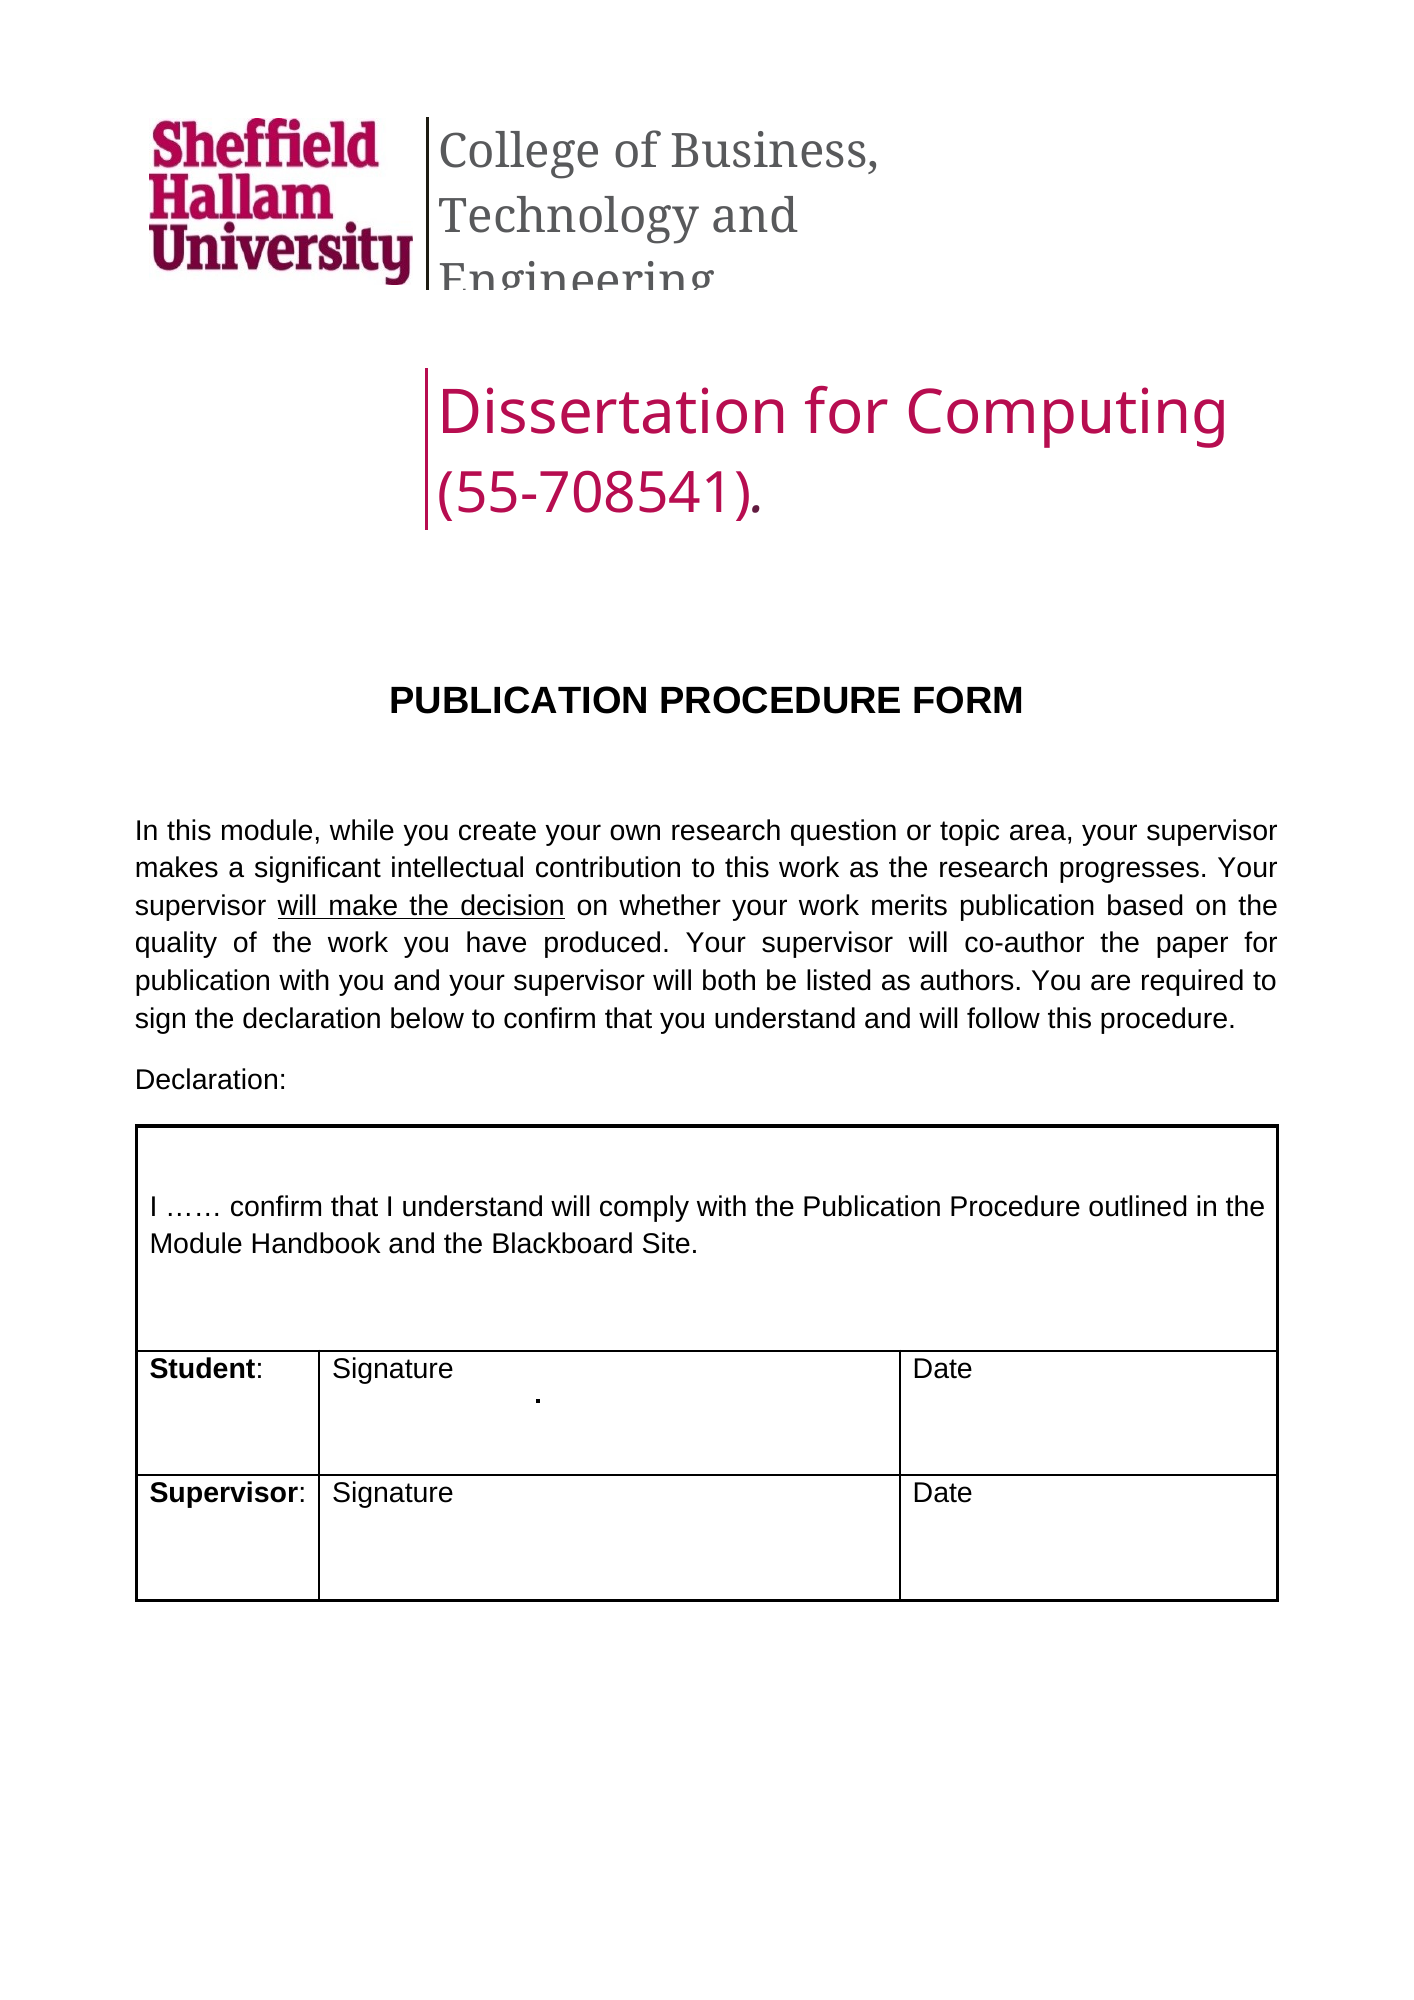 Sheffield
Hallam
University
College of Business,
Technology and
Engineering
Dissertation for Computing
(55-708541).
PUBLICATION PROCEDURE FORM
In this module, while you create your own research question or topic area, your supervisor
makes a significant intellectual contribution to this work as the research progresses. Your
supervisor will make the decision on whether your work merits publication based on the
quality of the work you have produced. Your supervisor will co-author the paper for
publication with you and your supervisor will both be listed as authors. You are required to
sign the declaration below to confirm that you understand and will follow this procedure.
Declaration:
I …… confirm that I understand will comply with the Publication Procedure outlined in the
Module Handbook and the Blackboard Site.
Student: Signature Date
.
Supervisor: Signature Date